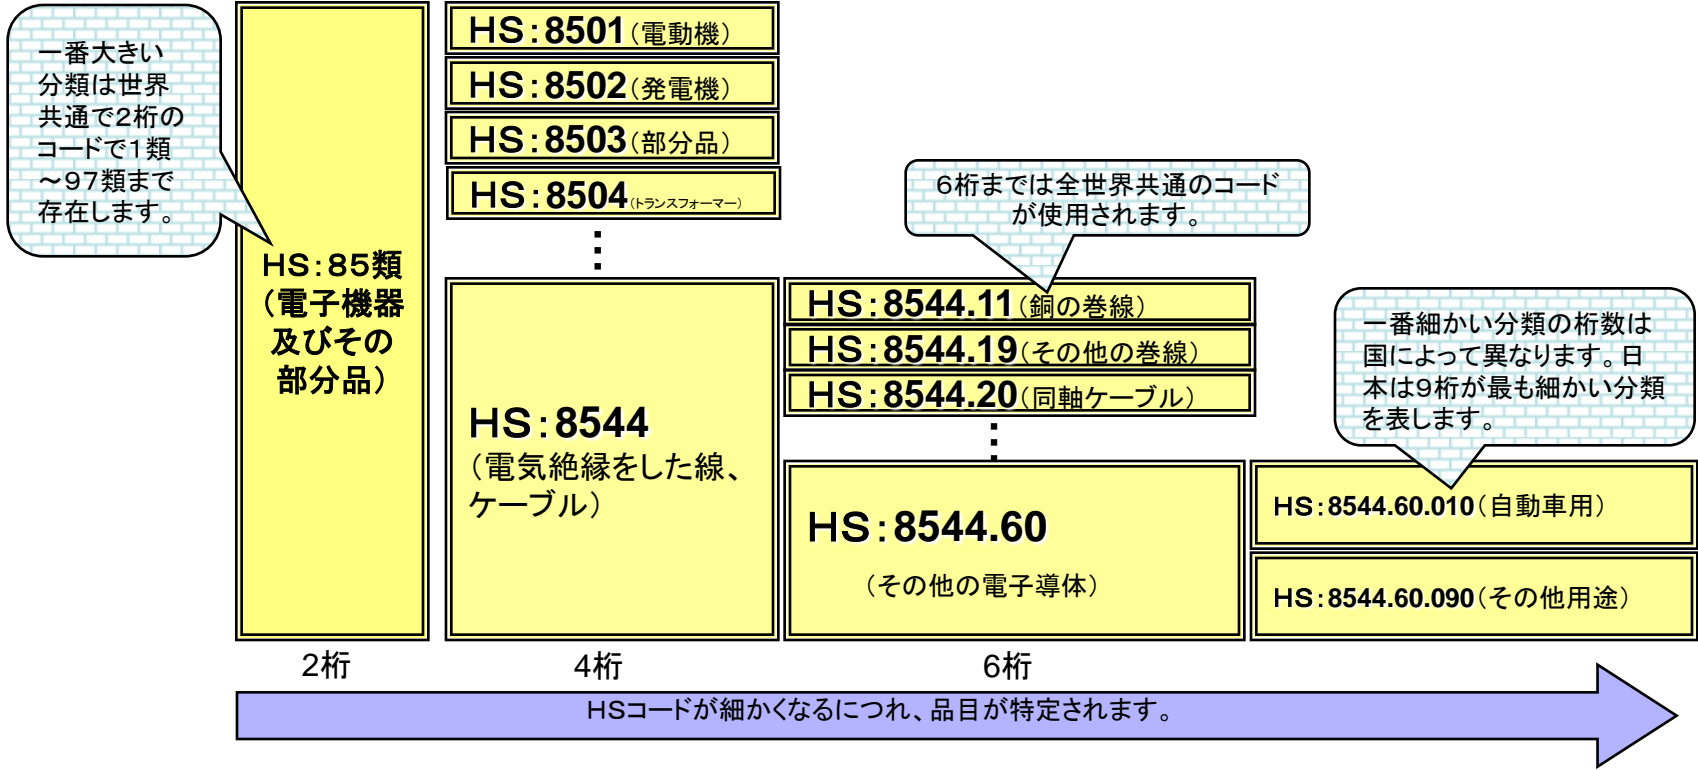 一番大きい
分類は世界
共通で2桁の
コードで1類
～97類まで
存在します。
HS:85類
（電子機器
及びその
部分品）
HS:8501（電動機）
HS:8502（発電機）
HS:8503（部分品）
HS:8504（トランスフォーマー）
⋮
HS:8544
（電気絶縁をした線、
ケーブル）
6桁までは全世界共通のコード
が使用されます。
HS:8544.11（銅の巻線）
HS:8544.19（その他の巻線）
HS:8544.20（同軸ケーブル）
⋮
HS:8544.60
（その他の電子導体）
一番細かい分類の桁数は
国によって異なります。日
本は9桁が最も細かい分類
を表します。
HS:8544.60.010（自動車用）
HS:8544.60.090（その他用途）
2桁
4桁
6桁
HSコードが細かくなるにつれ、品目が特定されます。